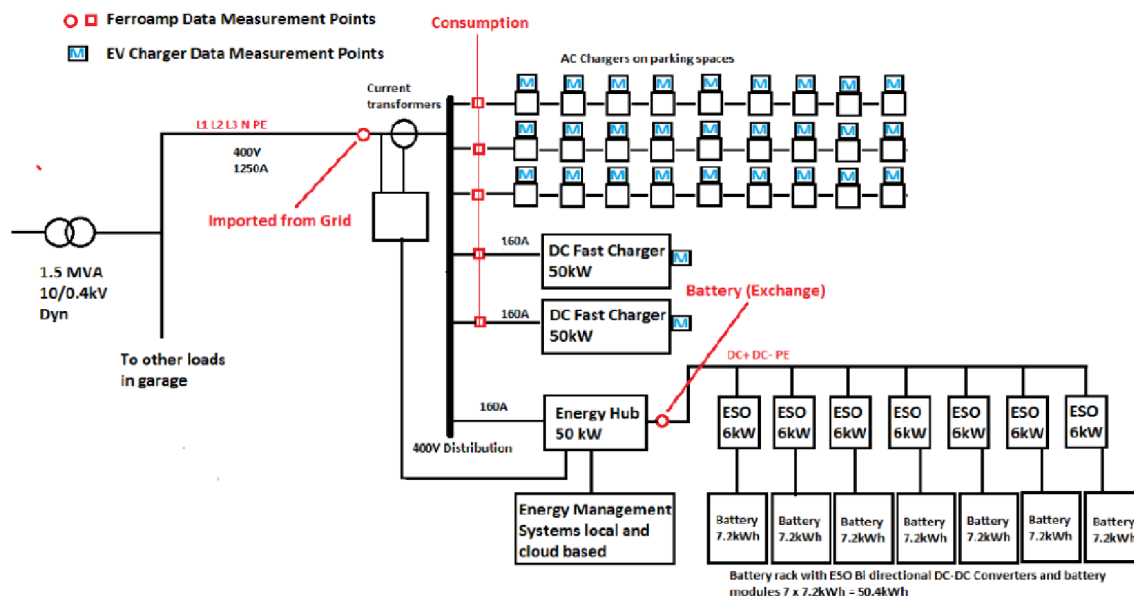 Ferroamp Data Measurement Points
EV Charger Data Measurement Points
Consumption
AC Chargers on parking spaces
M M M M M M M M M
M M M M M M M M M
M M M M M M M M M
Current
transformers
L1 L2 L3 N PE
400V
1250A
Imported from Grid
1.5 MVA
10/0.4kV
Dyn
To other loads
in garage
160A
DC Fast Charger
50kW
M
160A
DC Fast Charger
50kW
M
Battery (Exchange)
DC+ DC- PE
160A
Energy Hub
50 kW
400V Distribution
Energy Management
Systems local and
cloud based
ESO ESO ESO ESO ESO ESO ESO
6kW 6kW 6kW 6kW 6kW 6kW 6kW
Battery Battery Battery Battery Battery Battery Battery
7.2kWh 7.2kWh 7.2kWh 7.2kWh 7.2kWh 7.2kWh 7.2kWh
Battery rack with ESO Bi directional DC-DC Converters and battery
modules 7 x 7.2kWh = 50.4kWh
M